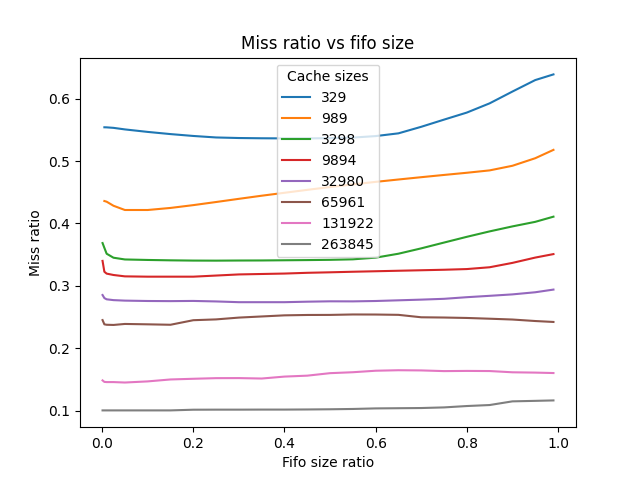 Miss ratio vs fifo size
Cache sizes
329
989
3298
9894
32980
65961
131922
263845
Miss ratio
0.6
0.5
0.4
0.3
0.2
0.1
0.0 0.2 0.4 0.6 0.8 1.0
Fifo size ratio